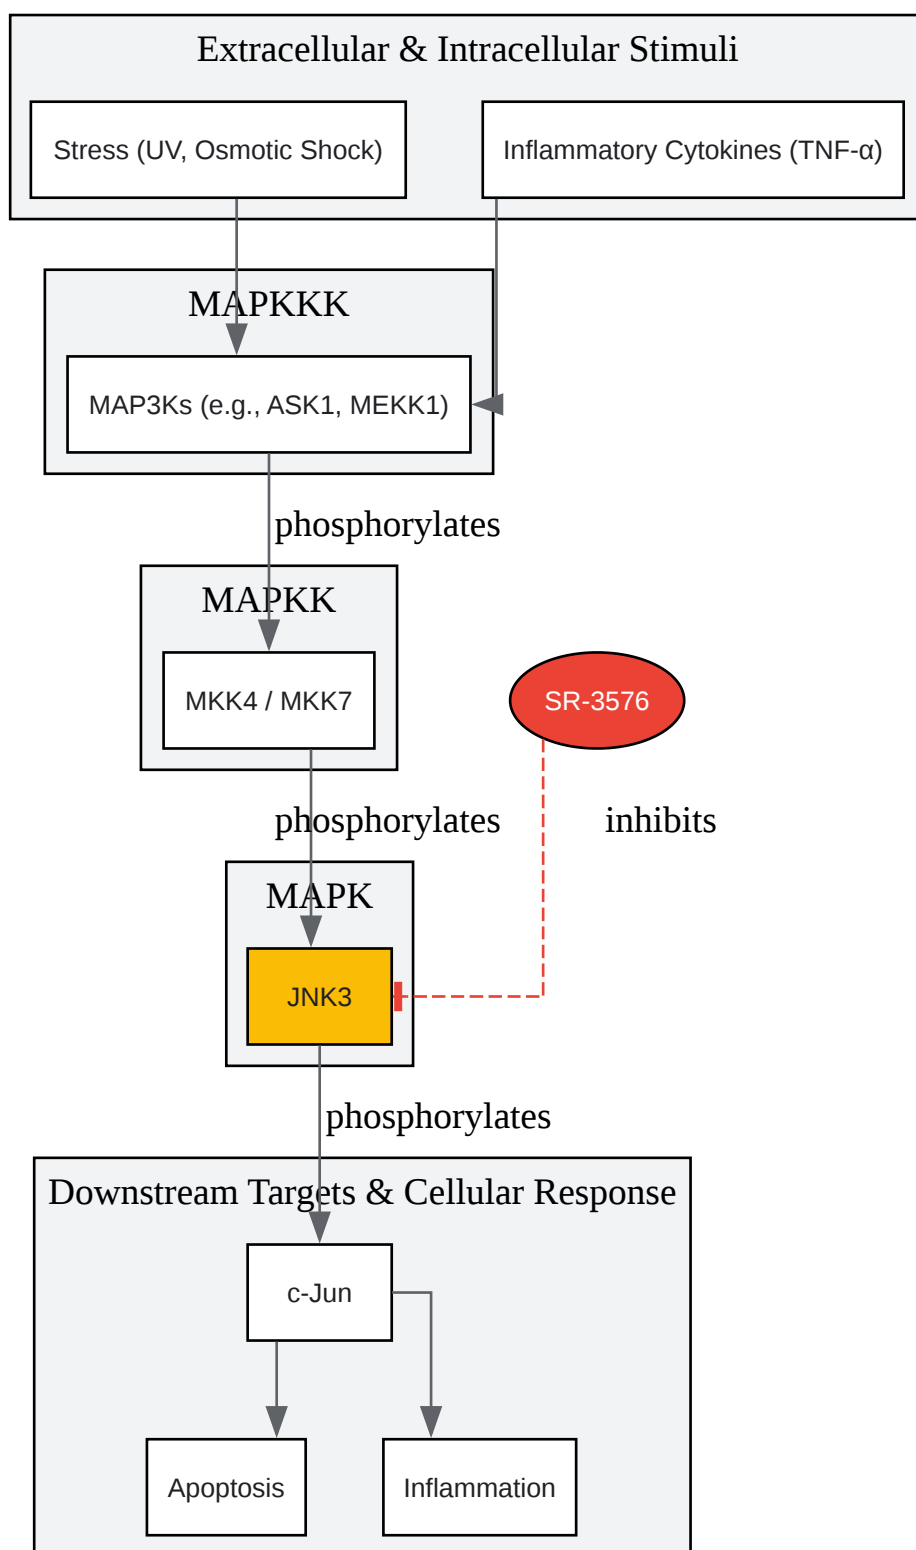 Extracellular & Intracellular Stimuli
Stress (UV, Osmotic Shock)
Inflammatory Cytokines (TNF-α)
MAPKKK
MAP3Ks (e.g., ASK1, MEKK1)
phosphorylates
MAPKK
MKK4 / MKK7
SR-3576
phosphorylates
inhibits
MAPK
JNK3
phosphorylates
Downstream Targets & Cellular Response
c-Jun
Apoptosis
Inflammation